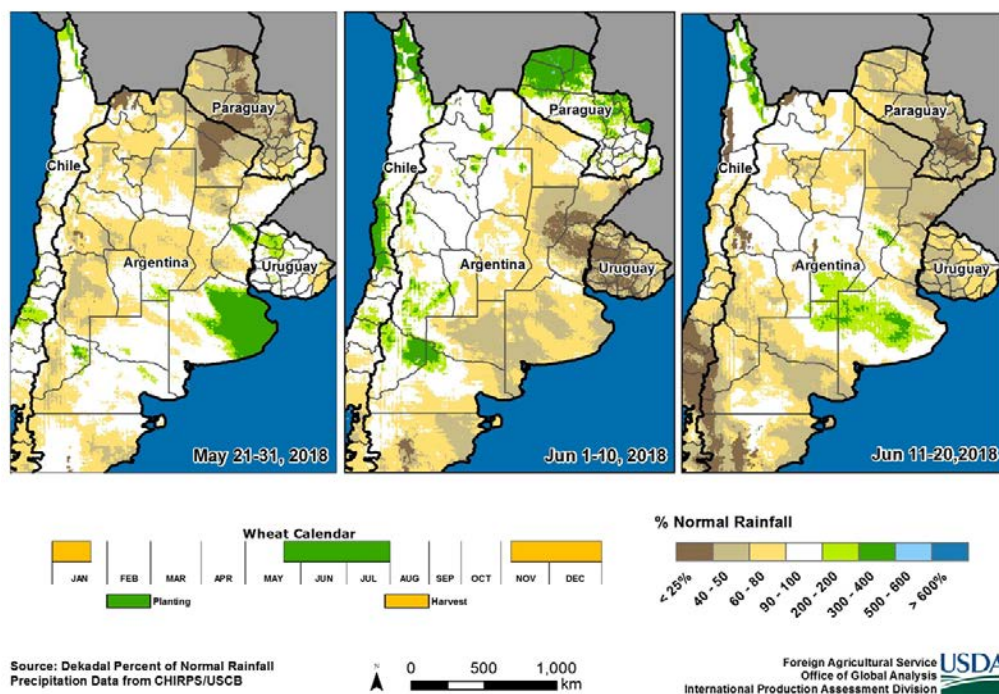 Paraguay
Chile
Argentina
Uruguay
May 21-31, 2018
Paraguay
Chile
Argentina
Uruguay
Jun 1-10, 2018
Paraguay
Chile
Argentina
Uruguay
Jun 11-20,2018
Wheat Calendar
JAN FEB MAR APR MAY JUN JUL AUG SEP OCT NOV DEC
Planting Harvest
% Normal Rainfall
< 25% 40 - 50 60 - 80 90 - 100 200 - 200 300 - 400 500 - 600 > 600%
Source: Dekadal Percent of Normal Rainfall
Precipitation Data from CHIRPS/USCB
N
0 500 1,000
km
Foreign Agricultural Service
Office of Global Analysis
International Production Assessment Division
USDA